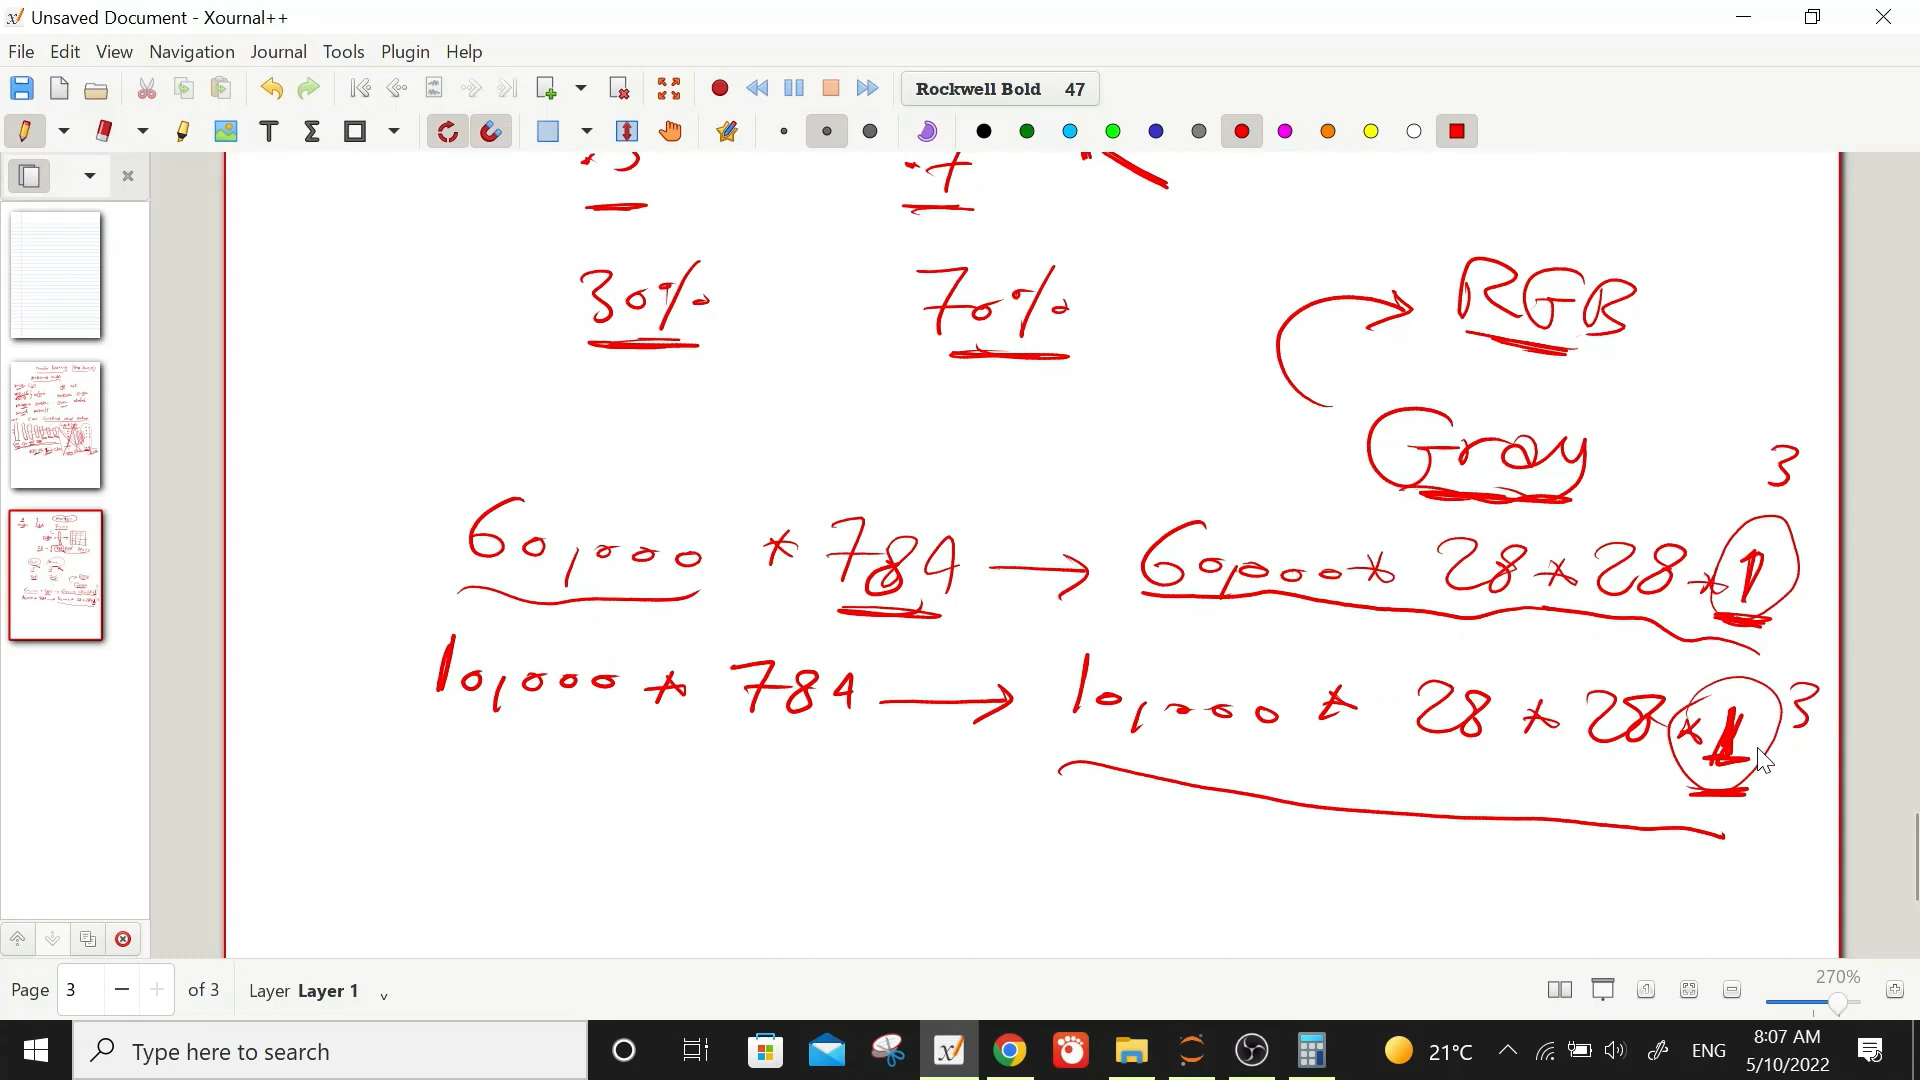 Unsaved Document - Xournal++
File Edit View Navigation Journal Tools Plugin Help
Rockwell Bold 47
30% 70% RGB
Gray
3
60,000 * 784 → 60,000 * 28 * 28 * 1
10,000 * 784 → 10,000 * 28 * 28 * 1 3
Page 3 of 3 Layer Layer 1
270%
Type here to search
21°C ENG 8:07 AM
5/10/2022